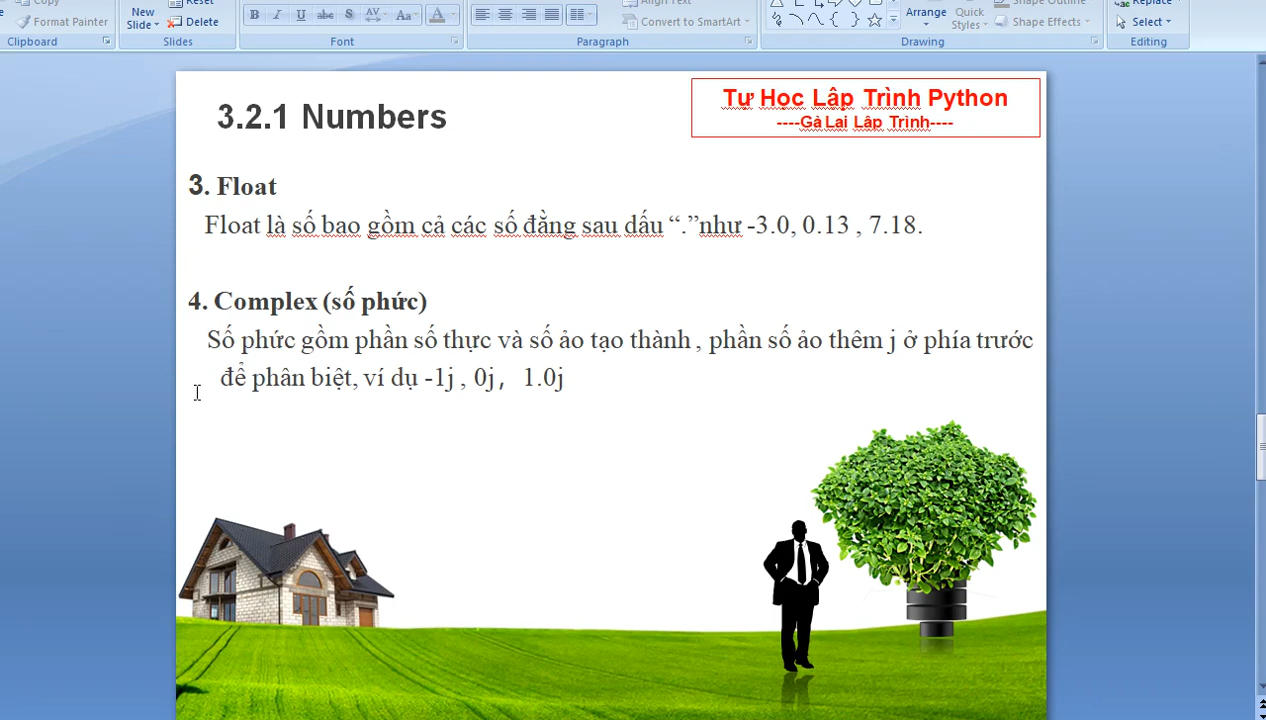 Copy
Format Painter
Clipboard
New
Slide
Reset
Delete
Slides
B I U abc S AV Aa A
Font
Align Text
Convert to SmartArt
Paragraph
Arrange
Quick
Styles
Shape Outline
Shape Effects
Drawing
Replace
Select
Editing
3.2.1 Numbers
Tự Học Lập Trình Python
----Gà Lai Lập Trình----
3. Float
Float là số bao gồm cả các số đằng sau dấu “.”như -3.0, 0.13 , 7.18.
4. Complex (số phức)
Số phức gồm phần số thực và số ảo tạo thành , phần số ảo thêm j ở phía trước
để phân biệt, ví dụ -1j , 0j， 1.0j